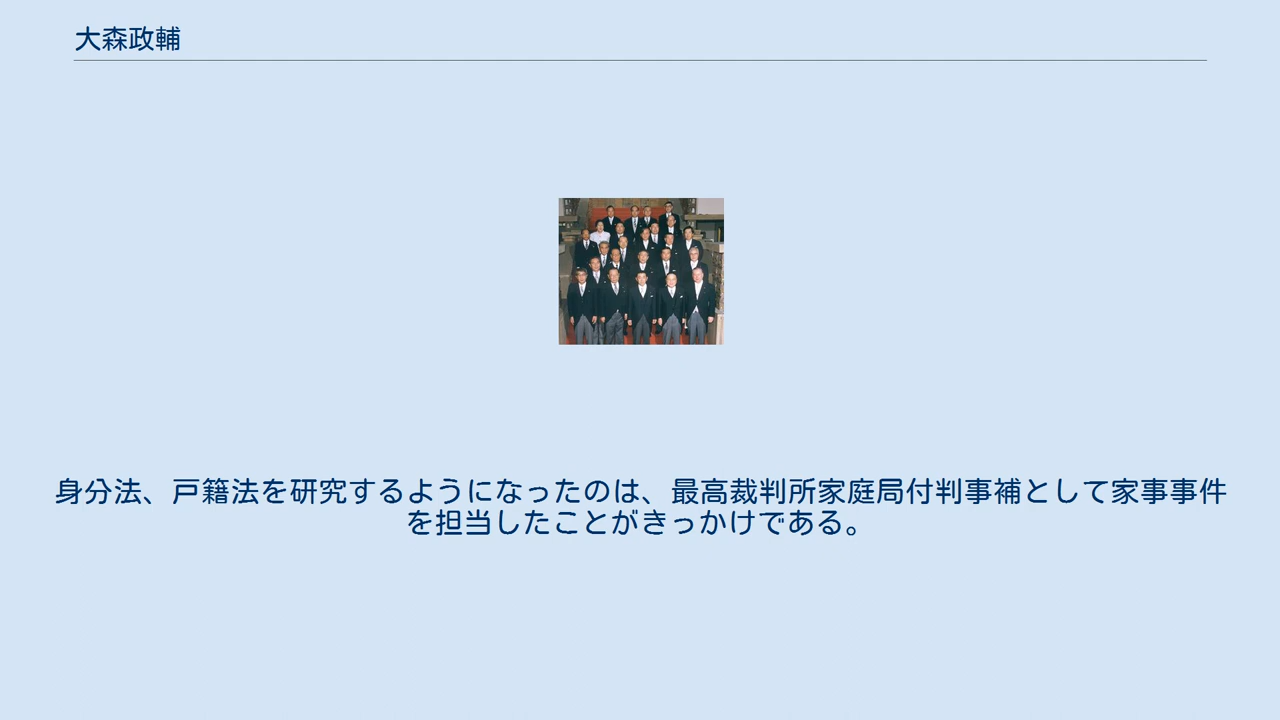 大森政輔
身分法、戸籍法を研究するようになったのは、最高裁判所家庭局付判事補として家事事件
を担当したことがきっかけである。